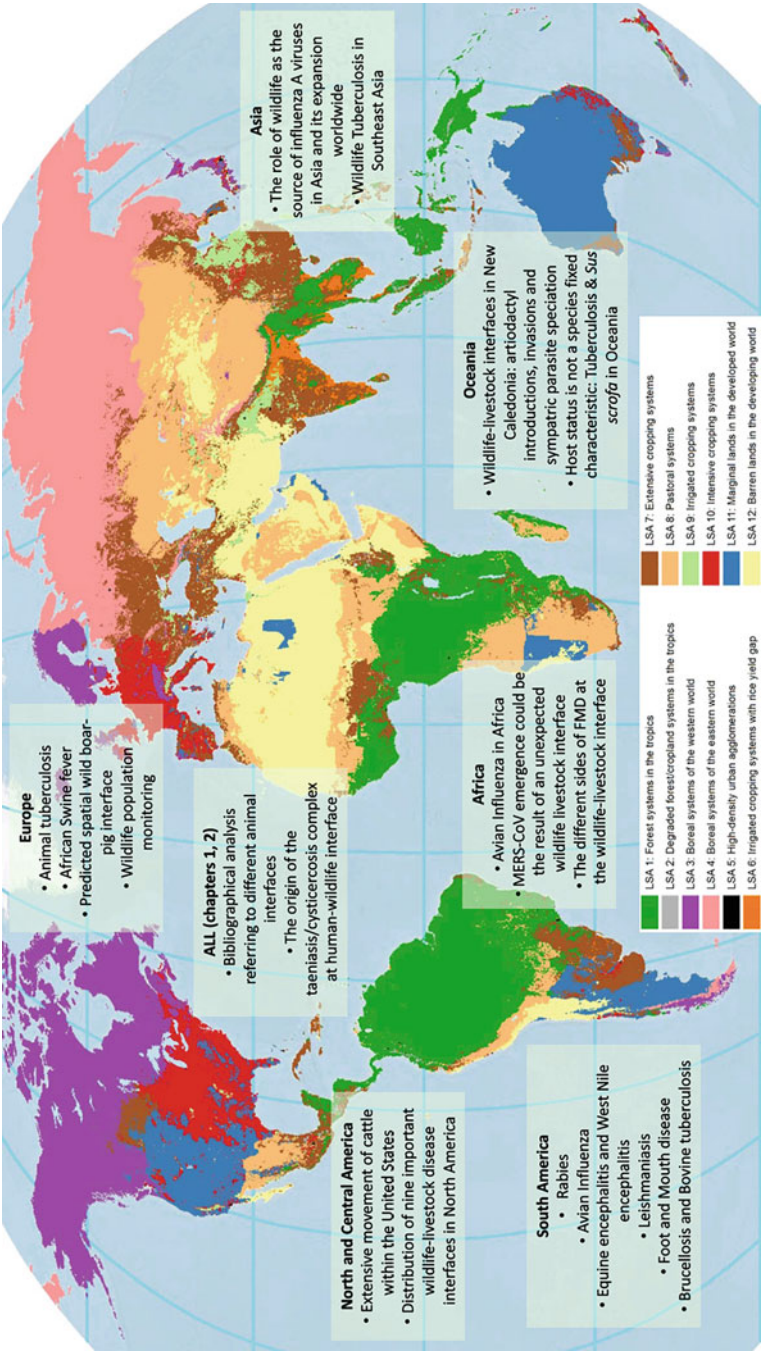 Europe
• Animal tuberculosis
• African Swine fever
• Predicted spatial wild boar-
pig interface
• Wildlife population
monitoring
Asia
• The role of wildlife as the
source of influenza A viruses
in Asia and its expansion
worldwide
• Wildlife Tuberculosis in
Southeast Asia
ALL (chapters 1, 2)
• Bibliographical analysis
referring to different animal
interfaces
• The origin of the
taeniasis/cysticercosis complex
at human-wildlife interface
North and Central America
• Extensive movement of cattle
within the United States
• Distribution of nine important
wildlife-livestock disease
interfaces in North America
Africa
• Avian Influenza in Africa
• MERS-CoV emergence could be
the result of an unexpected
wildlife livestock interface
• The different sides of FMD at
the wildlife-livestock interface
Oceania
• Wildlife-livestock interfaces in New
Caledonia: artiodactyl
introductions, invasions and
sympatric parasite speciation
• Host status is not a species fixed
characteristic: Tuberculosis & Sus
scrofa in Oceania
South America
• Rabies
• Avian Influenza
• Equine encephalitis and West Nile
encephalitis
• Leishmaniasis
• Foot and Mouth disease
• Brucellosis and Bovine tuberculosis
LSA 1: Forest systems in the tropics
LSA 2: Degraded forest/cropland systems in the tropics
LSA 3: Boreal systems of the western world
LSA 4: Boreal systems of the eastern world
LSA 5: High-density urban agglomerations
LSA 6: Irrigated cropping systems with rice yield gap
LSA 7: Extensive cropping systems
LSA 8: Pastoral systems
LSA 9: Irrigated cropping systems
LSA 10: Intensive cropping systems
LSA 11: Marginal lands in the developed world
LSA 12: Barren lands in the developing world